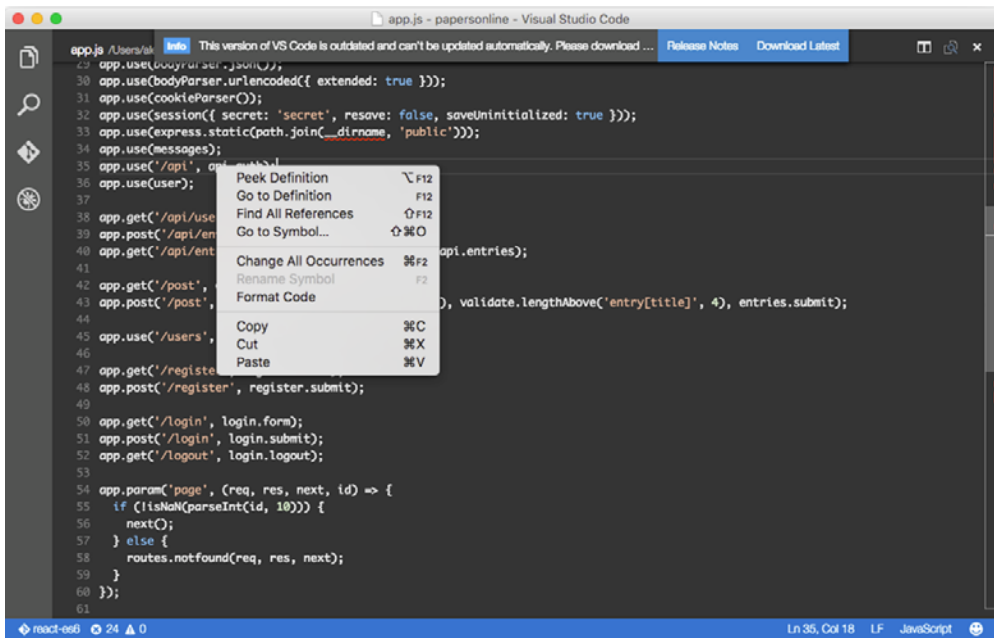 app.js - papersonline - Visual Studio Code
app.js /Users/ak Info This version of VS Code is outdated and can't be updated automatically. Please download ... Release Notes Download Latest
29 app.use(bodyParser.json());
30 app.use(bodyParser.urlencoded({ extended: true }));
31 app.use(cookieParser());
32 app.use(session({ secret: 'secret', resave: false, saveUninitialized: true }));
33 app.use(express.static(path.join(__dirname, 'public')));
34 app.use(messages);
35 app.use('/api', api.auth);
36 app.use(user);
37
38 app.get('/api/use
39 app.post('/api/en
40 app.get('/api/ent api.entries);
41
42 app.get('/post',
43 app.post('/post', ), validate.lengthAbove('entry[title]', 4), entries.submit);
44
45 app.use('/users',
46
47 app.get('/registe
48 app.post('/register', register.submit);
49
50 app.get('/login', login.form);
51 app.post('/login', login.submit);
52 app.get('/logout', login.logout);
53
54 app.param('page', (req, res, next, id) => {
55 if (!isNaN(parseInt(id, 10))) {
56 next();
57 } else {
58 routes.notfound(req, res, next);
59 }
60 });
61
Peek Definition ⌥F12
Go to Definition F12
Find All References ⇧F12
Go to Symbol... ⇧⌘O
Change All Occurrences ⌘F2
Rename Symbol F2
Format Code
Copy ⌘C
Cut ⌘X
Paste ⌘V
react-es6 24 0 Ln 35, Col 18 LF JavaScript